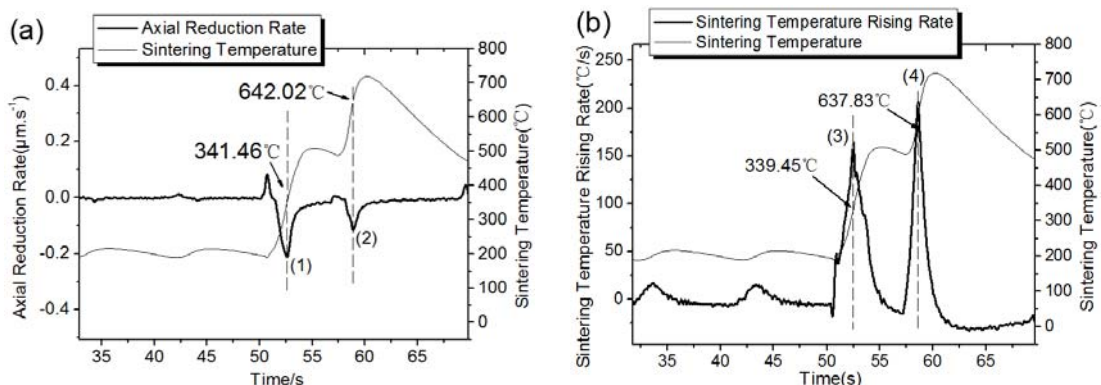 (a)
Axial Reduction Rate
Sintering Temperature
Axial Reduction Rate(μm.s⁻¹)
0.4
0.2
0.0
-0.2
-0.4
642.02℃
341.46℃
(1)
(2)
800
700
600
500
400
300
200
100
0
Sintering Temperature(℃)
35 40 45 50 55 60 65
Time/s
(b)
Sintering Temperature Rising Rate
Sintering Temperature
Sintering Temperature Rising Rate(℃/s)
250
200
150
100
50
0
(4)
637.83℃
(3)
339.45℃
800
700
600
500
400
300
200
100
0
Sintering Temperature(℃)
35 40 45 50 55 60 65
Time(s)